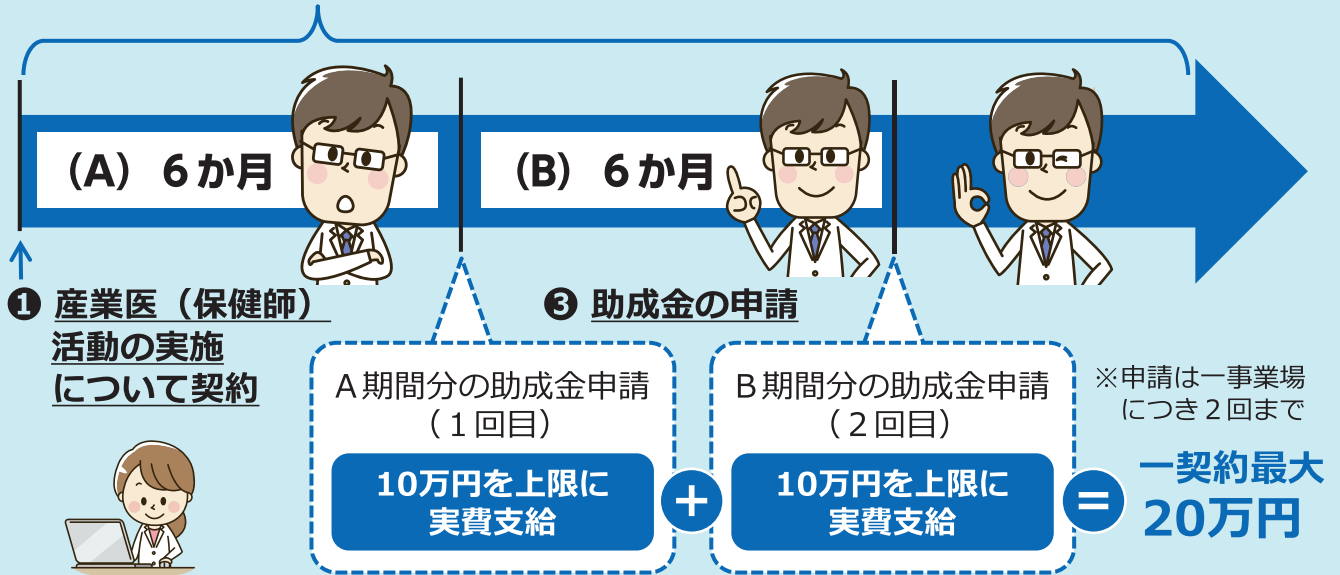 (A) 6か月
(B) 6か月
❶ 産業医(保健師)
活動の実施
について契約
❸ 助成金の申請
A期間分の助成金申請
(1回目)
10万円を上限に
実費支給
+
B期間分の助成金申請
(2回目)
10万円を上限に
実費支給
=
※申請は一事業場
につき2回まで
一契約最大
20万円